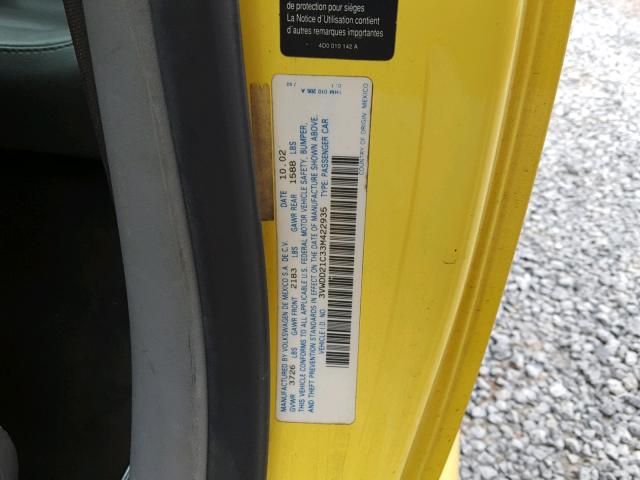 de protection pour sièges
La Notice d'Utilisation contient
d'autres remarques importantes
4D0 010 142 A
MANUFACTURED BY VOLKSWAGEN DE MEXICO S.A. DE C.V. DATE 10.02
GVWR 3726 LBS GAWR FRONT 2183 LBS GAWR REAR 1588 LBS
THIS VEHICLE CONFORMS TO ALL APPLICABLE U.S. FEDERAL MOTOR VEHICLE SAFETY, BUMPER,
AND THEFT PREVENTION STANDARDS IN EFFECT ON THE DATE OF MANUFACTURE SHOWN ABOVE.
VEHICLE I.D. NO. 3VWDD21C33M422935 TYPE: PASSENGER CAR
COUNTRY OF ORIGIN: MEXICO
1HM 010 205 A